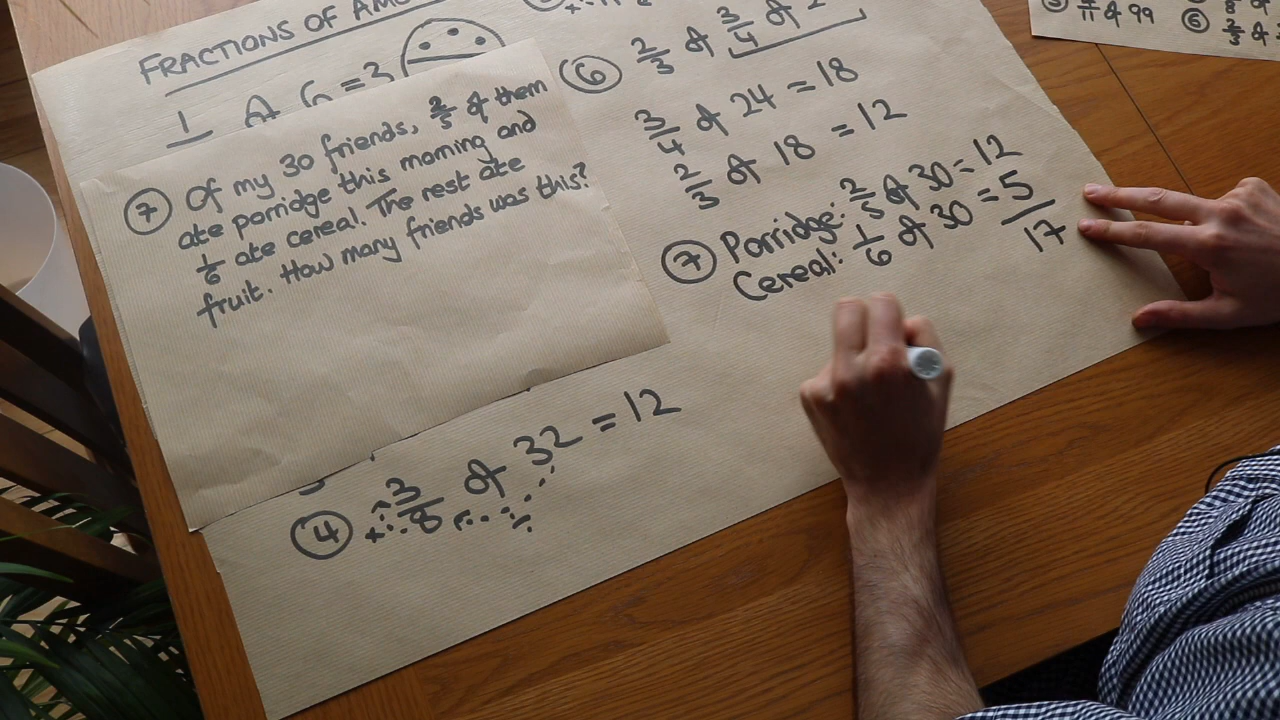 FRACTIONS OF
1/ of 6 = 3
⑦ Of my 30 friends, 2/5 of them
ate porridge this morning and
1/6 ate cereal. The rest ate
fruit. How many friends was this?
④ 3/8 of 32 = 12
⑥ 2/3 of 3/4 of 2
3/4 of 24 = 18
2/3 of 18 = 12
⑦ Porridge: 2/5 of 30 = 12
Cereal: 1/6 of 30 = 5
17
/11 of 99
⑥ 2/3 of